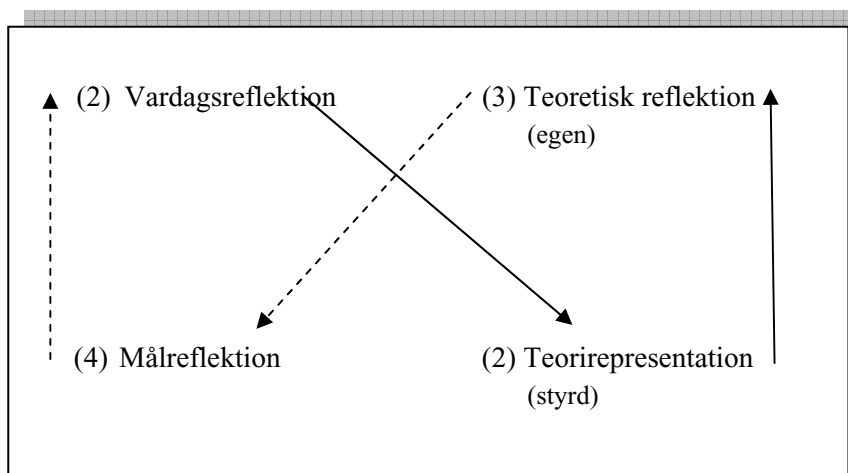 (2) Vardagsreflektion
(3) Teoretisk reflektion
(egen)
(4) Målreflektion
(2) Teorirepresentation
(styrd)